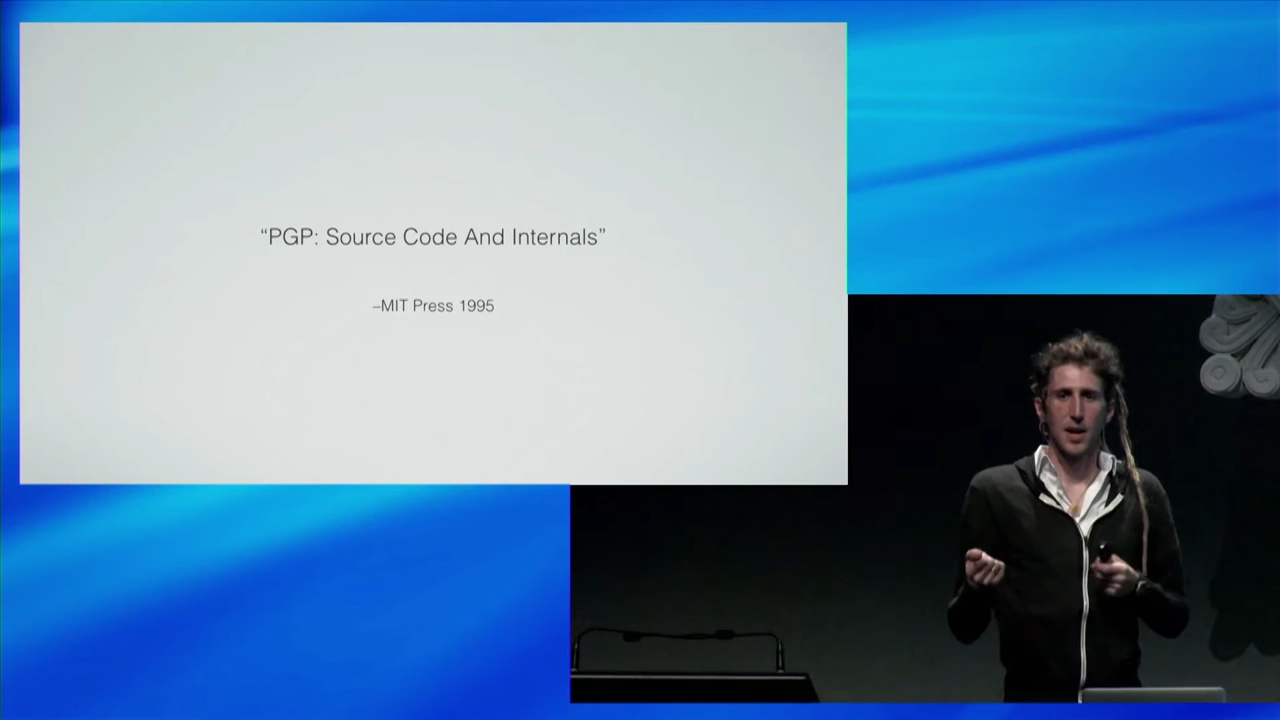 “PGP: Source Code And Internals”
–MIT Press 1995